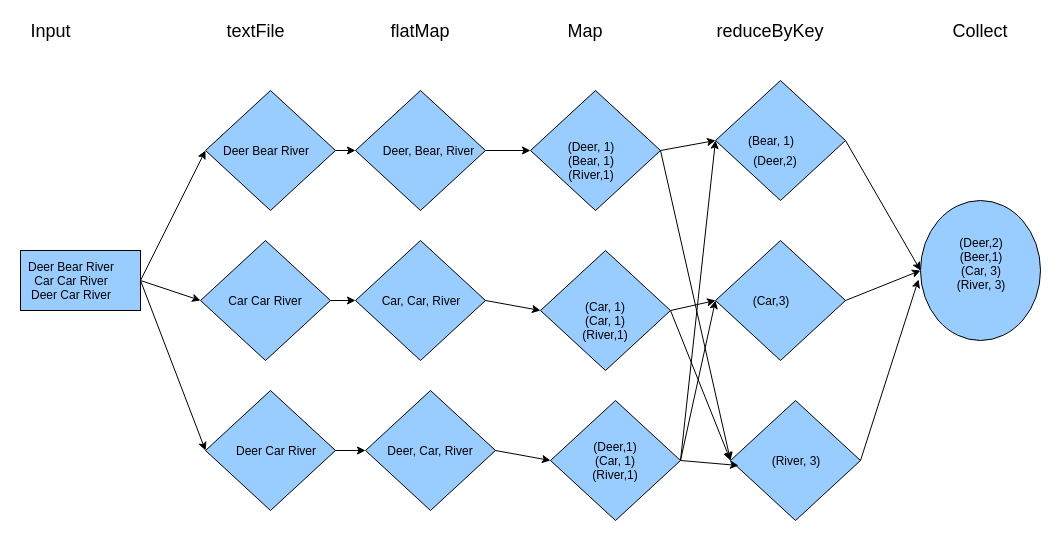 Input
textFile
flatMap
Map
reduceByKey
Collect
Deer Bear River
Car Car River
Deer Car River
Deer Bear River
Deer, Bear, River
(Deer, 1)
(Bear, 1)
(River,1)
(Bear, 1)
(Deer,2)
Car Car River
Car, Car, River
(Car, 1)
(Car, 1)
(River,1)
(Car,3)
Deer Car River
Deer, Car, River
(Deer,1)
(Car, 1)
(River,1)
(River, 3)
(Deer,2)
(Beer,1)
(Car, 3)
(River, 3)